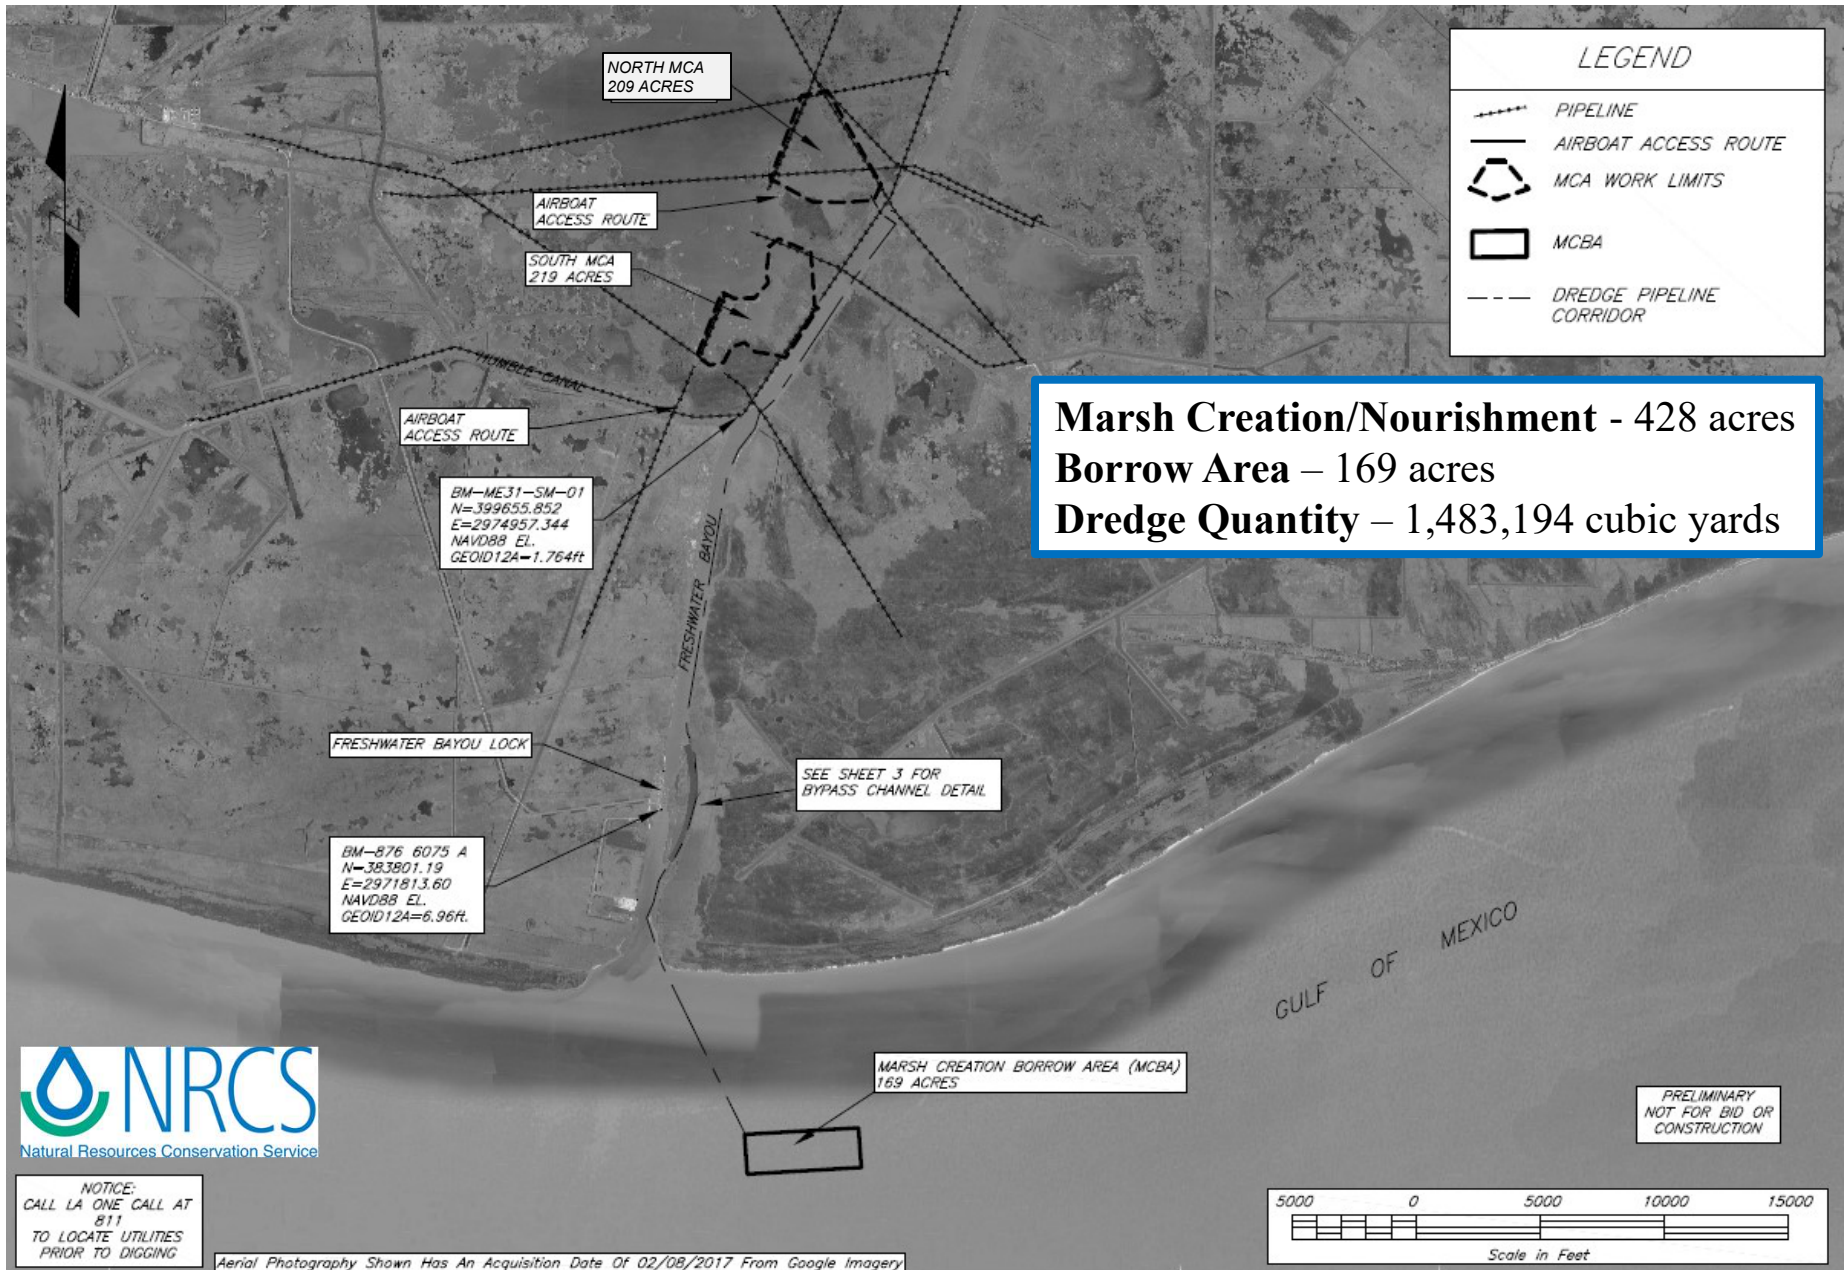 NORTH MCA
209 ACRES
LEGEND
PIPELINE
AIRBOAT ACCESS ROUTE
MCA WORK LIMITS
MCBA
DREDGE PIPELINE
CORRIDOR
AIRBOAT
ACCESS ROUTE
SOUTH MCA
219 ACRES
HUMBLE CANAL
AIRBOAT
ACCESS ROUTE
Marsh Creation/Nourishment - 428 acres
Borrow Area – 169 acres
Dredge Quantity – 1,483,194 cubic yards
BM-ME31-SM-01
N=399655.852
E=2974957.344
NAVD88 EL.
GEOID12A=1.764ft
FRESHWATER BAYOU
FRESHWATER BAYOU LOCK
SEE SHEET 3 FOR
BYPASS CHANNEL DETAIL
BM-876 6075 A
N=383801.19
E=2971813.60
NAVD88 EL.
GEOID12A=6.96ft.
GULF OF MEXICO
MARSH CREATION BORROW AREA (MCBA)
169 ACRES
NRCS
Natural Resources Conservation Service
PRELIMINARY
NOT FOR BID OR
CONSTRUCTION
NOTICE:
CALL LA ONE CALL AT
811
TO LOCATE UTILITIES
PRIOR TO DIGGING
Aerial Photography Shown Has An Acquisition Date Of 02/08/2017 From Google Imagery
5000 0 5000 10000 15000
Scale in Feet